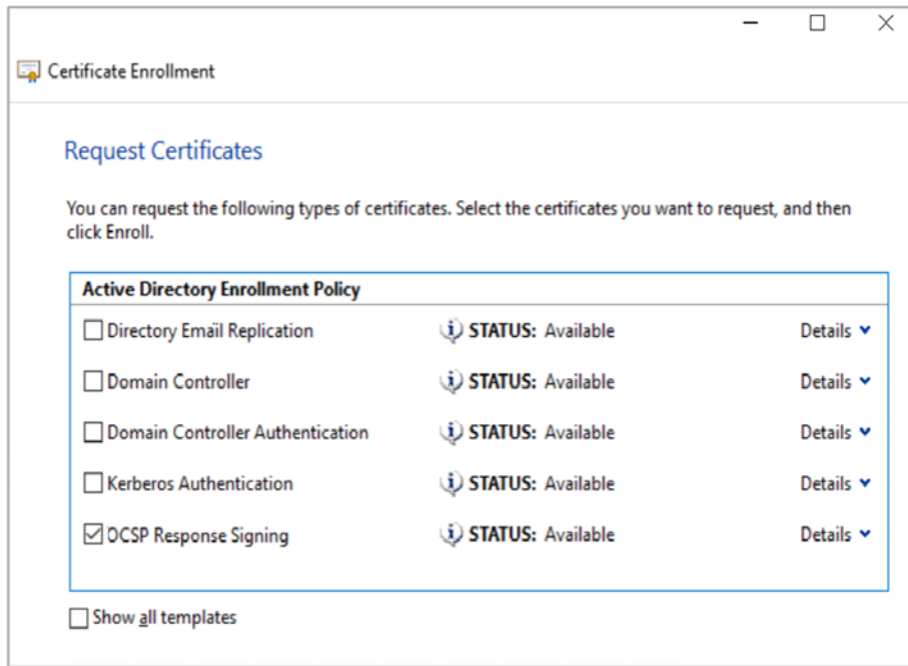 Certificate Enrollment
Request Certificates
You can request the following types of certificates. Select the certificates you want to request, and then
click Enroll.
Active Directory Enrollment Policy
Directory Email Replication STATUS: Available Details
Domain Controller STATUS: Available Details
Domain Controller Authentication STATUS: Available Details
Kerberos Authentication STATUS: Available Details
OCSP Response Signing STATUS: Available Details
Show all templates